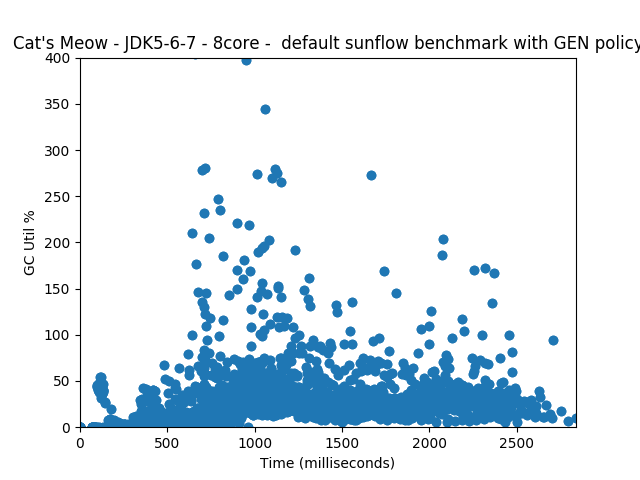 Cat's Meow - JDK5-6-7 - 8core -  default sunflow benchmark with GEN policy
400
350
300
250
200
150
100
50
0
GC Util %
0 500 1000 1500 2000 2500
Time (milliseconds)